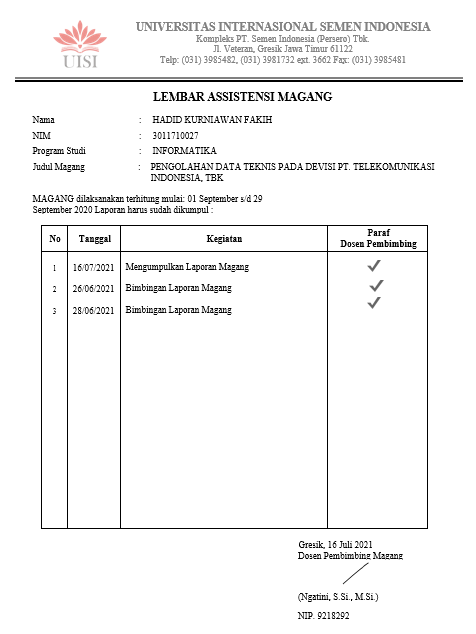 UNIVERSITAS INTERNASIONAL SEMEN INDONESIA
Kompleks PT. Semen Indonesia (Persero) Tbk.
Jl. Veteran, Gresik Jawa Timur 61122
Telp: (031) 3985482, (031) 3981732 ext. 3662 Fax: (031) 3985481
UISI
LEMBAR ASSISTENSI MAGANG
Nama : HADID KURNIAWAN FAKIH
NIM : 3011710027
Program Studi : INFORMATIKA
Judul Magang : PENGOLAHAN DATA TEKNIS PADA DEVISI PT. TELEKOMUNIKASI
INDONESIA, TBK
MAGANG dilaksanakan terhitung mulai: 01 September s/d 29
September 2020 Laporan harus sudah dikumpul :
No Tanggal Kegiatan Paraf
Dosen Pembimbing
1 16/07/2021 Mengumpulkan Laporan Magang ✓
2 26/06/2021 Bimbingan Laporan Magang ✓
3 28/06/2021 Bimbingan Laporan Magang ✓
Gresik, 16 Juli 2021
Dosen Pembimbing Magang
(Ngatini, S.Si., M.Si.)
NIP. 9218292